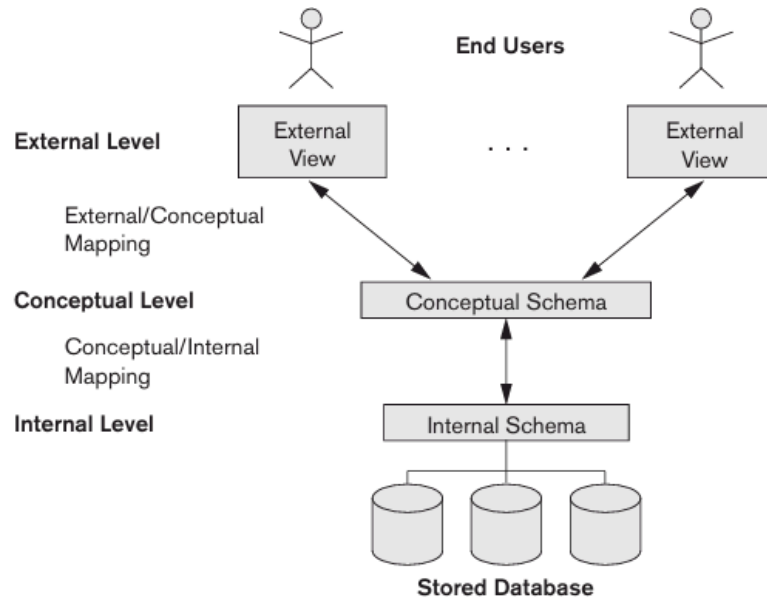 End Users
External Level
External
View
. . .
External
View
External/Conceptual
Mapping
Conceptual Level
Conceptual Schema
Conceptual/Internal
Mapping
Internal Level
Internal Schema
Stored Database